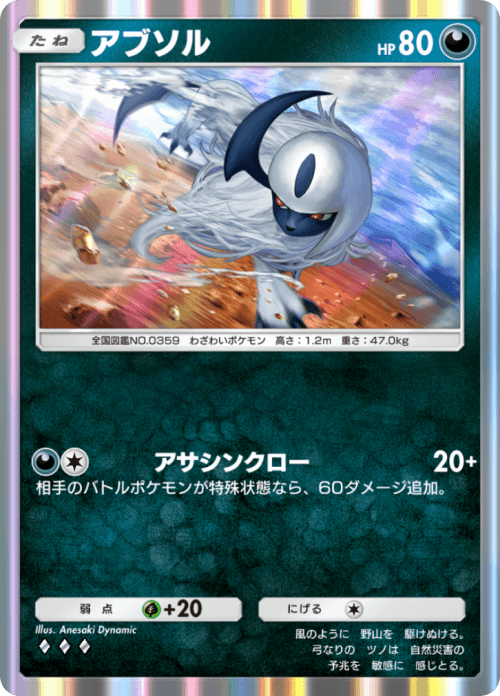 たね アブソル HP 80
全国図鑑NO.0359 わざわいポケモン 高さ:1.2m 重さ:47.0kg
アサシンクロー 20+
相手のバトルポケモンが特殊状態なら、60ダメージ追加。
弱点 +20 にげる
Illus. Anesaki Dynamic
風のように 野山を 駆けぬける。
弓なりの ツノは 自然災害の
予兆を 敏感に 感じとる。